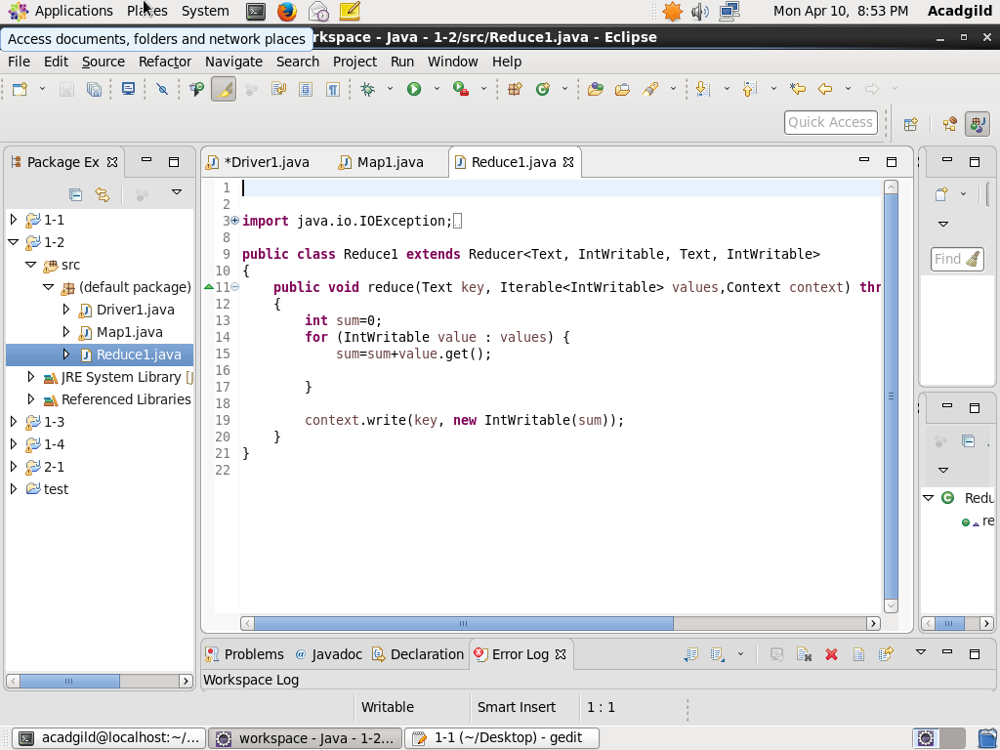 Applications Places System Mon Apr 10, 8:53 PM Acadgild
Access documents, folders and network places
rkspace - Java - 1-2/src/Reduce1.java - Eclipse
File Edit Source Refactor Navigate Search Project Run Window Help
Quick Access
Package Ex
*Driver1.java Map1.java Reduce1.java
1-1
1-2
src
(default package)
Driver1.java
Map1.java
Reduce1.java
JRE System Library [J
Referenced Libraries
1-3
1-4
2-1
test
1
2
3 import java.io.IOException;
8
9 public class Reduce1 extends Reducer<Text, IntWritable, Text, IntWritable>
10 {
11 public void reduce(Text key, Iterable<IntWritable> values,Context context) thr
12 {
13 int sum=0;
14 for (IntWritable value : values) {
15 sum=sum+value.get();
16
17 }
18
19 context.write(key, new IntWritable(sum));
20 }
21 }
22
Find
Redu
re
Problems @ Javadoc Declaration Error Log
Workspace Log
Writable Smart Insert 1 : 1
acadgild@localhost:~/... workspace - Java - 1-2... 1-1 (~/Desktop) - gedit